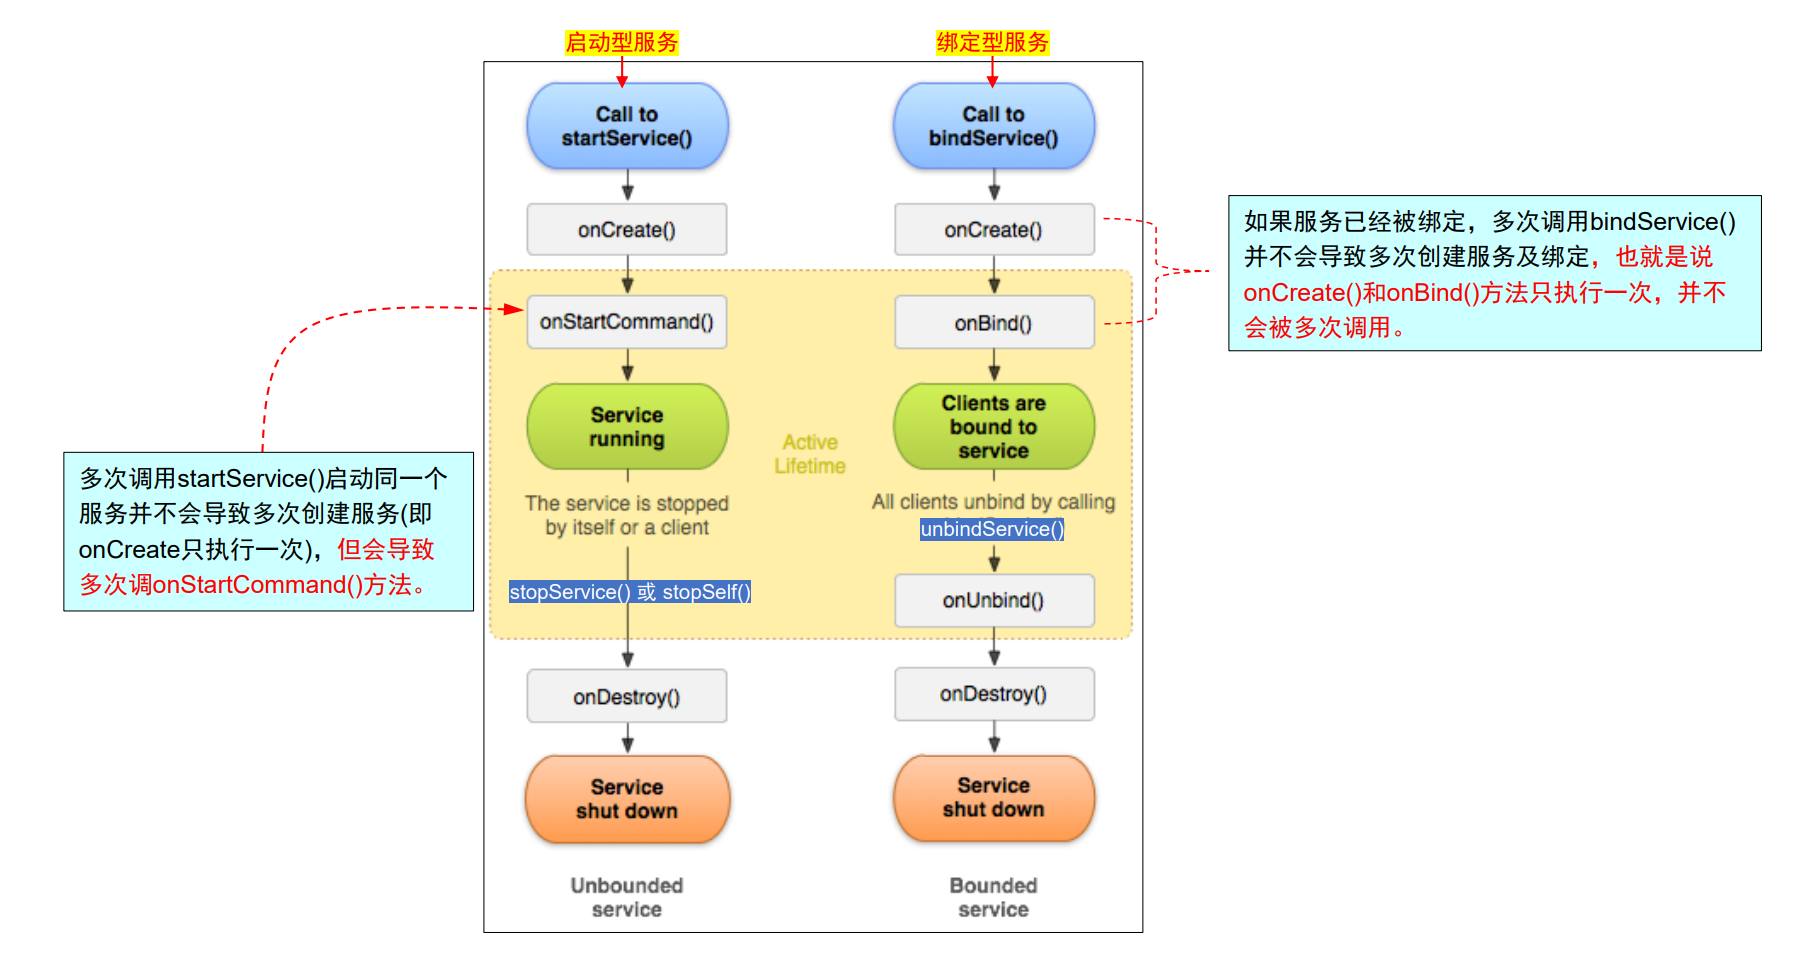 启动型服务
绑定型服务
Call to
startService()
Call to
bindService()
onCreate()
onCreate()
如果服务已经被绑定，多次调用bindService()
并不会导致多次创建服务及绑定，也就是说
onCreate()和onBind()方法只执行一次，并不
会被多次调用。
onStartCommand()
onBind()
Service
running
Clients are
bound to
service
Active
Lifetime
多次调用startService()启动同一个
服务并不会导致多次创建服务(即
onCreate只执行一次)，但会导致
多次调onStartCommand()方法。
The service is stopped
by itself or a client
All clients unbind by calling
unbindService()
stopService() 或 stopSelf()
onUnbind()
onDestroy()
onDestroy()
Service
shut down
Service
shut down
Unbounded
service
Bounded
service